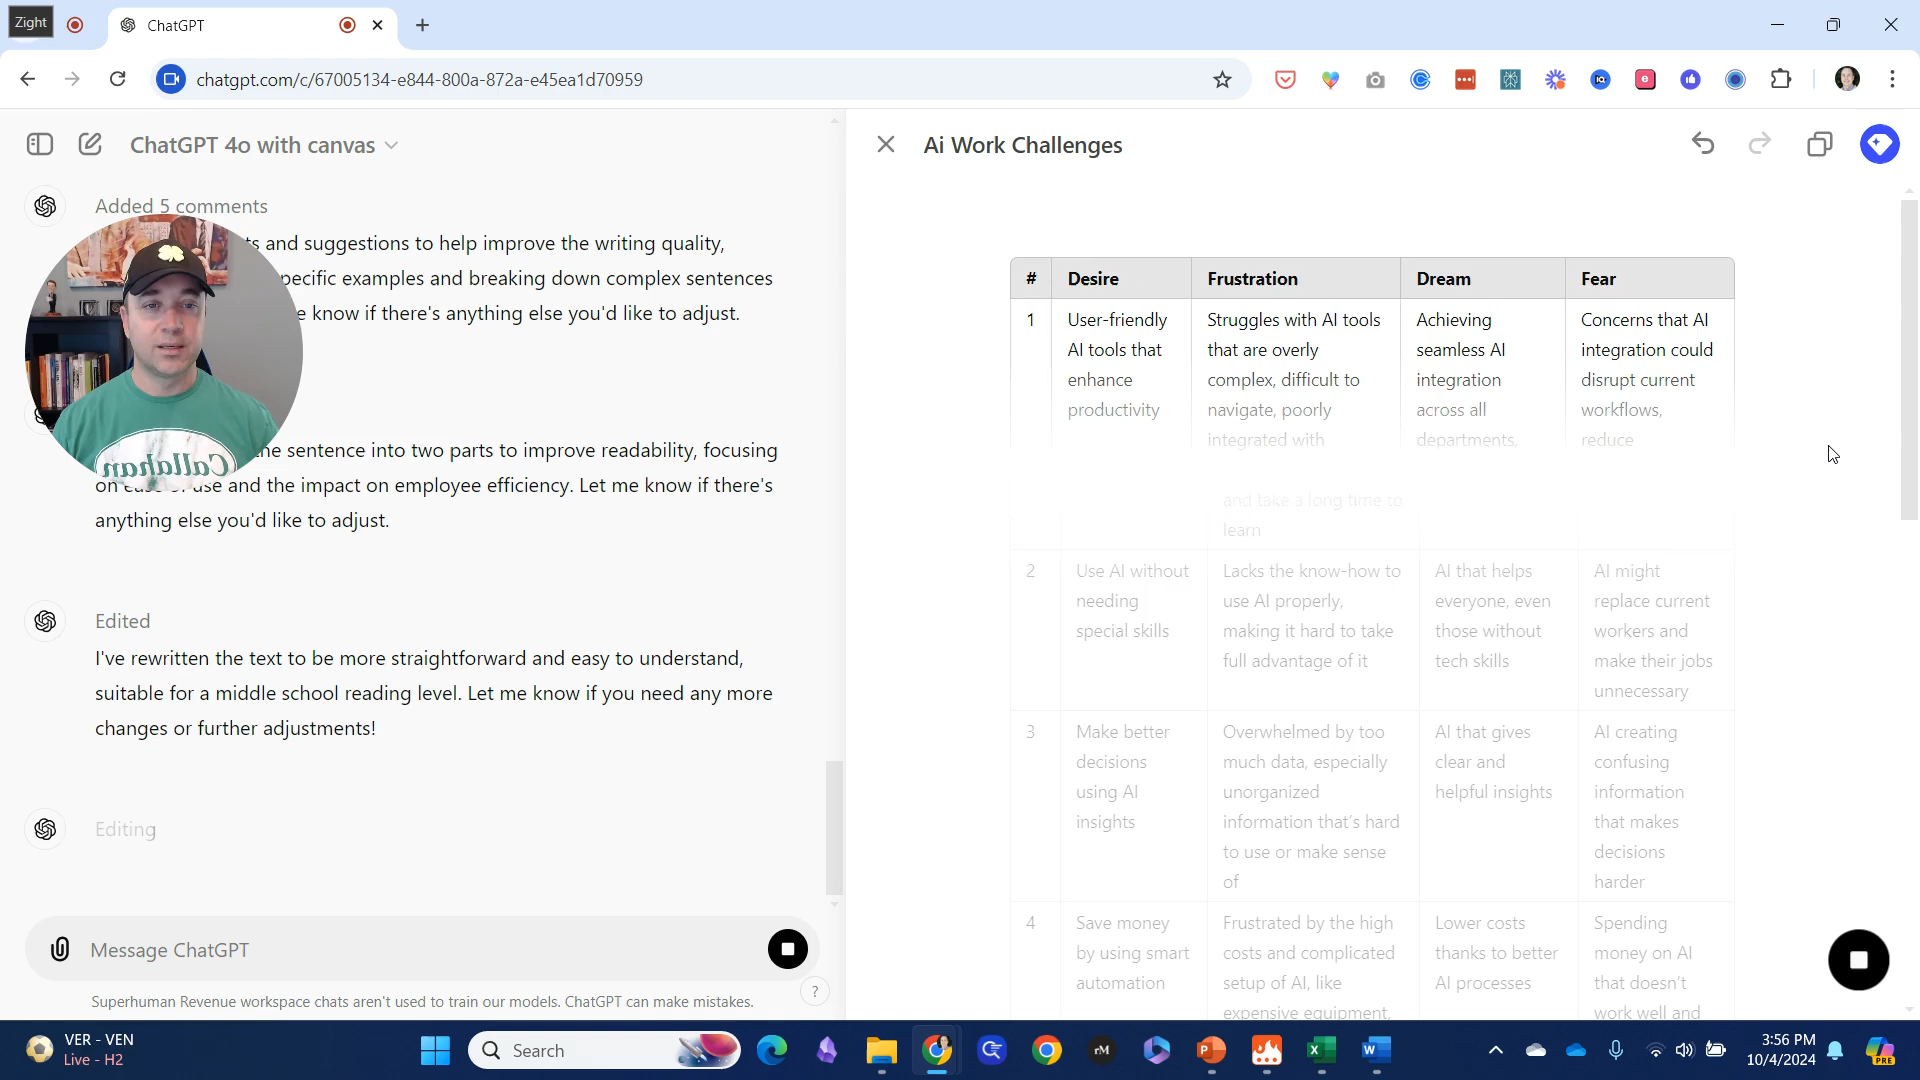 Zight
ChatGPT
chatgpt.com/c/67005134-e844-800a-872a-e45ea1d70959
ChatGPT 4o with canvas
Added 5 comments
and suggestions to help improve the writing quality,
specific examples and breaking down complex sentences
know if there's anything else you'd like to adjust.
the sentence into two parts to improve readability, focusing
on ease of use and the impact on employee efficiency. Let me know if there's
anything else you'd like to adjust.
Edited
I've rewritten the text to be more straightforward and easy to understand,
suitable for a middle school reading level. Let me know if you need any more
changes or further adjustments!
Editing
Message ChatGPT
?
Superhuman Revenue workspace chats aren't used to train our models. ChatGPT can make mistakes.
Callahan
Ai Work Challenges
# Desire Frustration Dream Fear
1 User-friendly Struggles with AI tools Achieving Concerns that AI
AI tools that that are overly seamless AI integration could
enhance complex, difficult to integration disrupt current
productivity navigate, poorly across all workflows,
integrated with departments, reduce
and take a long time to
learn
2 Use AI without Lacks the know-how to AI that helps AI might
needing use AI properly, everyone, even replace current
special skills making it hard to take those without workers and
full advantage of it tech skills make their jobs
unnecessary
3 Make better Overwhelmed by too AI that gives AI creating
decisions much data, especially clear and confusing
using AI unorganized helpful insights information
insights information that's hard that makes
to use or make sense decisions
of harder
4 Save money Frustrated by the high Lower costs Spending
by using smart costs and complicated thanks to better money on AI
automation setup of AI, like AI processes that doesn't
expensive equipment, work well and
VER - VEN
Live - H2
Search
rM
3:56 PM
10/4/2024
PRE